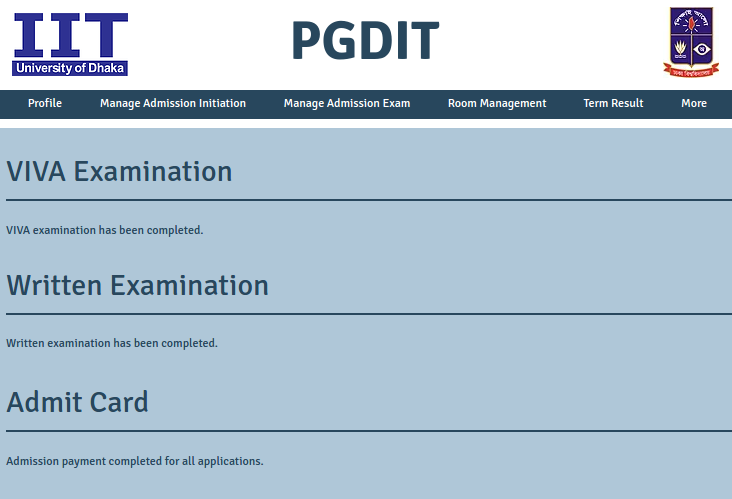 IIT
University of Dhaka
PGDIT
Profile Manage Admission Initiation Manage Admission Exam Room Management Term Result More
VIVA Examination
VIVA examination has been completed.
Written Examination
Written examination has been completed.
Admit Card
Admission payment completed for all applications.